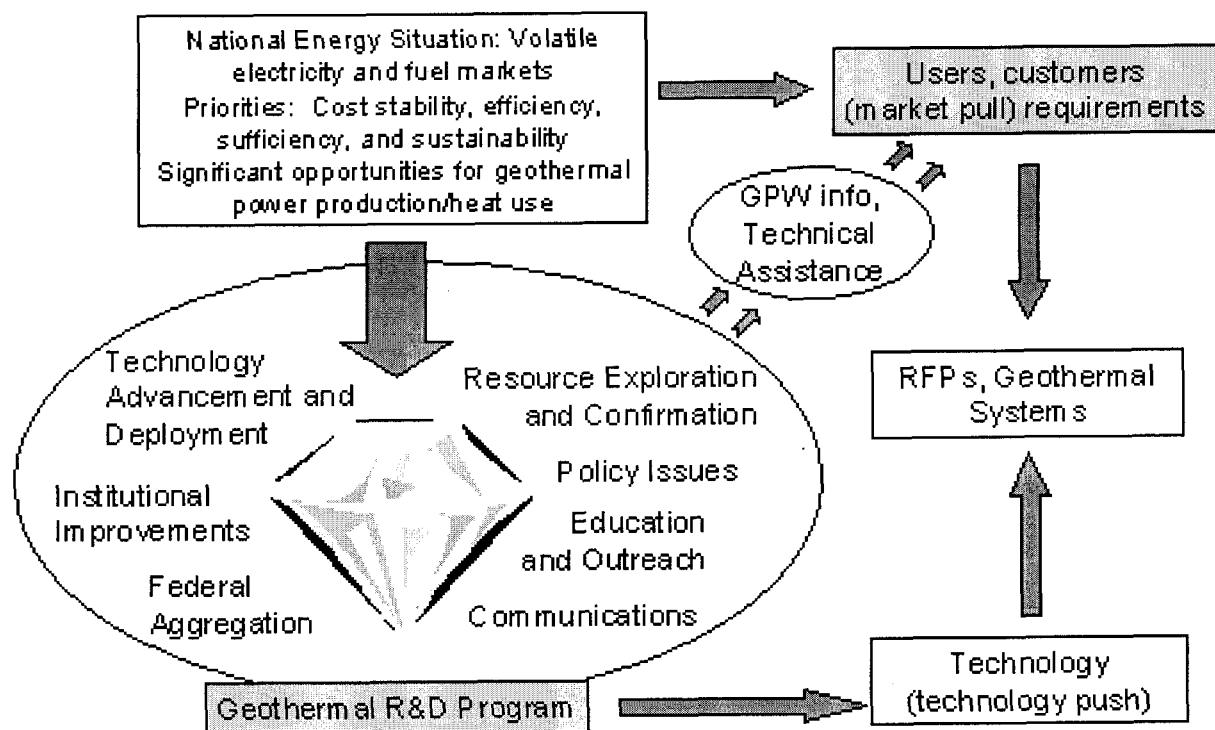 National Energy Situation: Volatile
electricity and fuel markets
Priorities: Cost stability, efficiency,
sufficiency, and sustainability
Significant opportunities for geothermal
power production/heat use
Users, customers
(market pull) requirements
GPW info,
Technical
Assistance
Technology
Advancement and
Deployment
Resource Exploration
and Confirmation
RFPs, Geothermal
Systems
Institutional
Improvements
Policy Issues
Education
and Outreach
Federal
Aggregation
Communications
Geothermal R&D Program
Technology
(technology push)